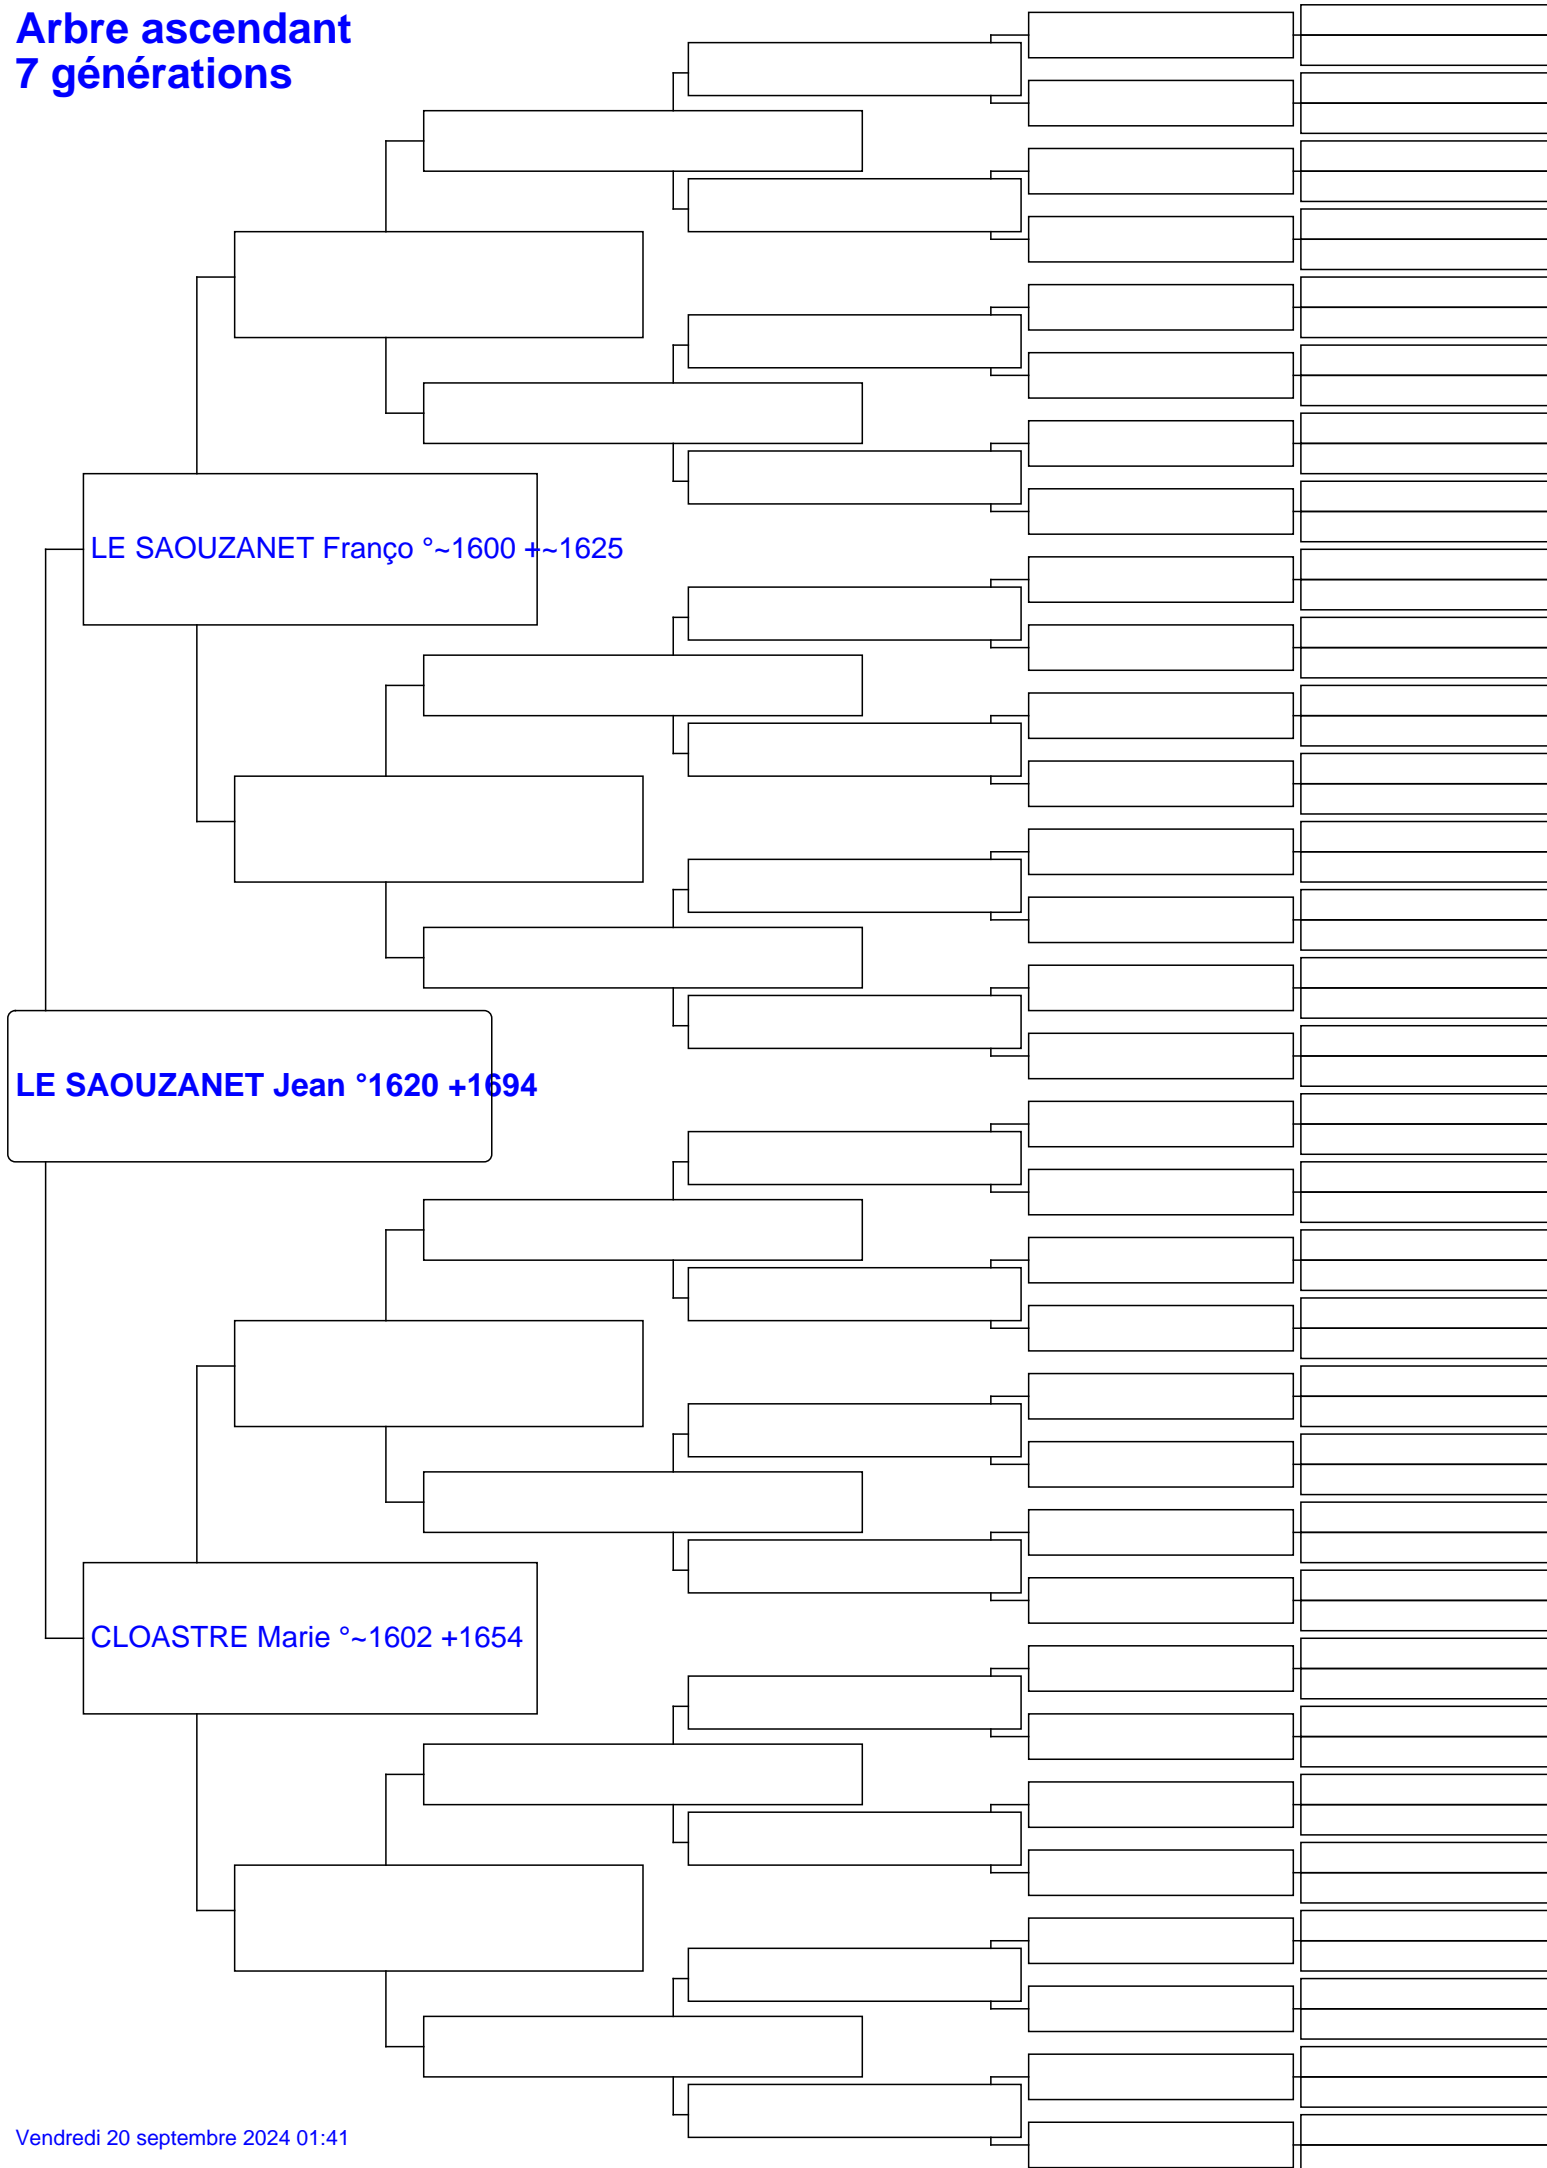 Arbre ascendant
7 générations
LE SAOUZANET Franço °~1600 +~1625
LE SAOUZANET Jean °1620 +1694
CLOASTRE Marie °~1602 +1654
Vendredi 20 septembre 2024 01:41